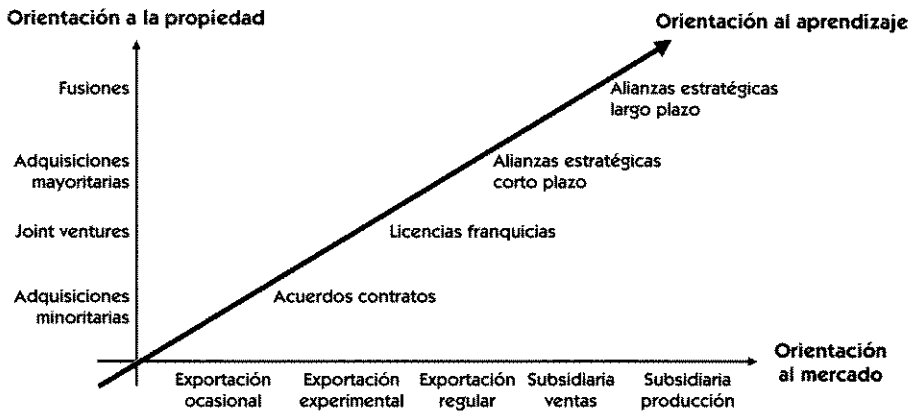 Orientación a la propiedad
Orientación al aprendizaje
Fusiones
Alianzas estratégicas
largo plazo
Adquisiciones
mayoritarias
Alianzas estratégicas
corto plazo
Joint ventures
Licencias franquicias
Adquisiciones
minoritarias
Acuerdos contratos
Orientación
al mercado
Exportación
ocasional
Exportación
experimental
Exportación
regular
Subsidiaria
ventas
Subsidiaria
producción